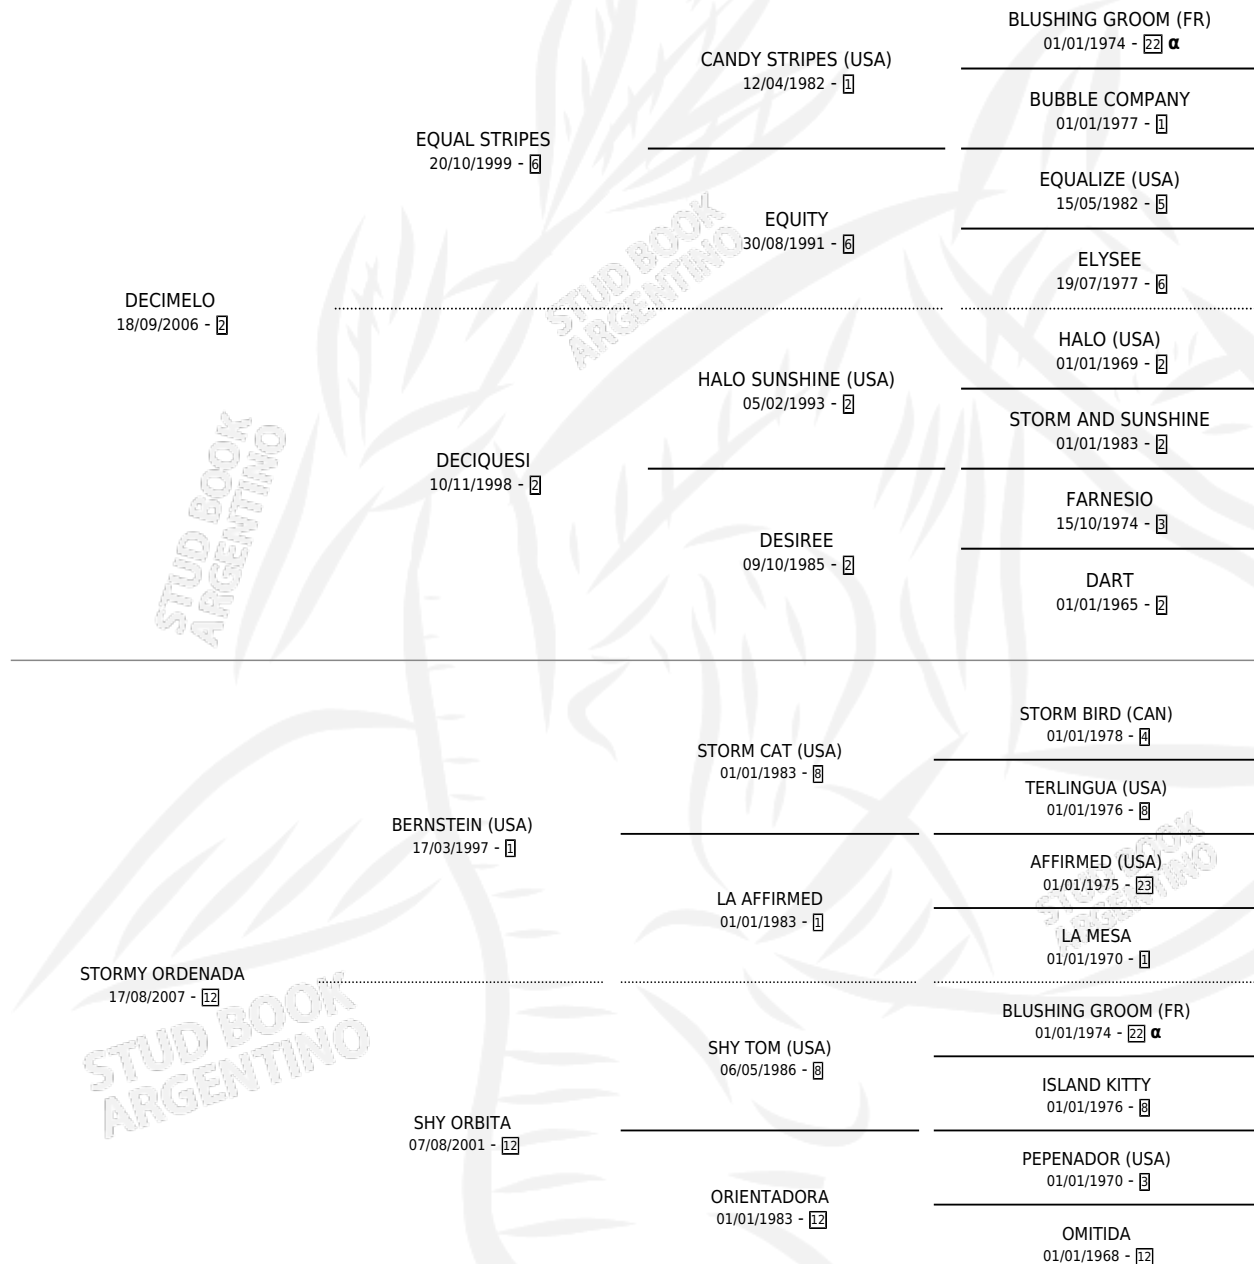 BLUSHING GROOM (FR)
01/01/1974 - 22 α
CANDY STRIPES (USA)
12/04/1982 - 1
BUBBLE COMPANY
01/01/1977 - 1
EQUAL STRIPES
20/10/1999 - 6
EQUALIZE (USA)
15/05/1982 - 5
EQUITY
30/08/1991 - 6
ELYSEE
19/07/1977 - 6
DECIMELO
18/09/2006 - 2
HALO (USA)
01/01/1969 - 2
HALO SUNSHINE (USA)
05/02/1993 - 2
STORM AND SUNSHINE
01/01/1983 - 2
DECIQUESI
10/11/1998 - 2
FARNESIO
15/10/1974 - 3
DESIREE
09/10/1985 - 2
DART
01/01/1965 - 2
STORM BIRD (CAN)
01/01/1978 - 4
STORM CAT (USA)
01/01/1983 - 8
TERLINGUA (USA)
01/01/1976 - 8
BERNSTEIN (USA)
17/03/1997 - 1
AFFIRMED (USA)
01/01/1975 - 23
LA AFFIRMED
01/01/1983 - 1
LA MESA
01/01/1970 - 1
STORMY ORDENADA
17/08/2007 - 12
BLUSHING GROOM (FR)
01/01/1974 - 22 α
SHY TOM (USA)
06/05/1986 - 8
ISLAND KITTY
01/01/1976 - 8
SHY ORBITA
07/08/2001 - 12
PEPENADOR (USA)
01/01/1970 - 3
ORIENTADORA
01/01/1983 - 12
OMITIDA
01/01/1968 - 12
STUD BOOK
ARGENTINO
STUD BOOK
ARGENTINO
STUD BOOK
ARGENTINO
STUD BOOK
ARGENTINO